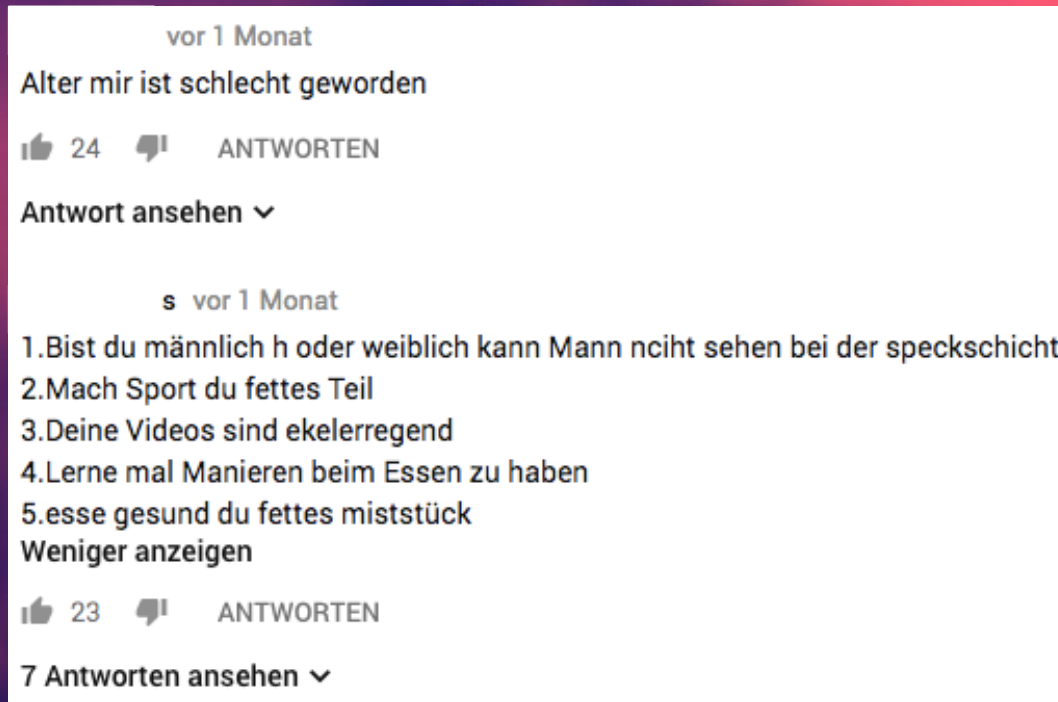 vor 1 Monat
Alter mir ist schlecht geworden
24 ANTWORTEN
Antwort ansehen
s vor 1 Monat
1.Bist du männlich h oder weiblich kann Mann nciht sehen bei der speckschicht
2.Mach Sport du fettes Teil
3.Deine Videos sind ekelerregend
4.Lerne mal Manieren beim Essen zu haben
5.esse gesund du fettes miststück
Weniger anzeigen
23 ANTWORTEN
7 Antworten ansehen